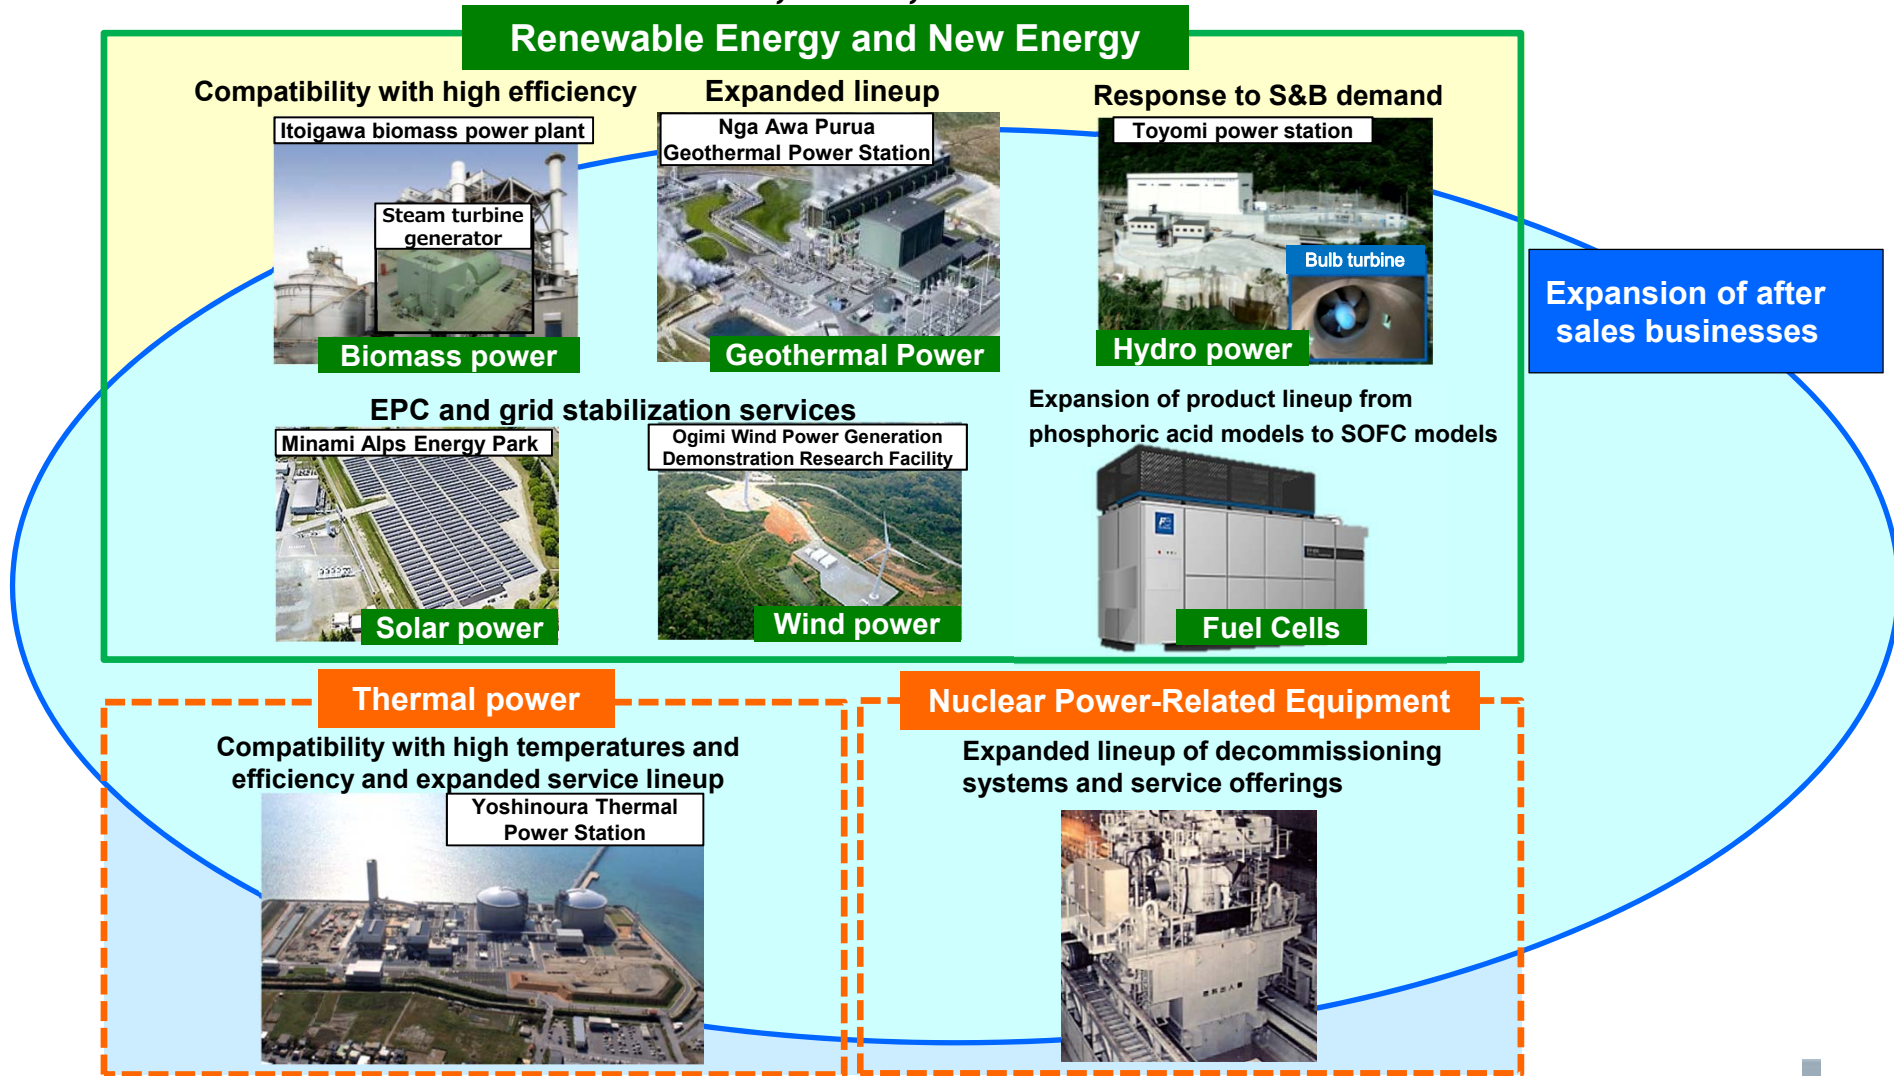 Renewable Energy and New Energy
Compatibility with high efficiency
Itoigawa biomass power plant
Steam turbine
generator
Biomass power
Expanded lineup
Nga Awa Purua
Geothermal Power Station
Geothermal Power
Response to S&B demand
Toyomi power station
Bulb turbine
Hydro power
Expansion of after
sales businesses
EPC and grid stabilization services
Minami Alps Energy Park
Solar power
Ogimi Wind Power Generation
Demonstration Research Facility
Wind power
Expansion of product lineup from
phosphoric acid models to SOFC models
Fuel Cells
Thermal power
Compatibility with high temperatures and
efficiency and expanded service lineup
Yoshinoura Thermal
Power Station
Nuclear Power-Related Equipment
Expanded lineup of decommissioning
systems and service offerings